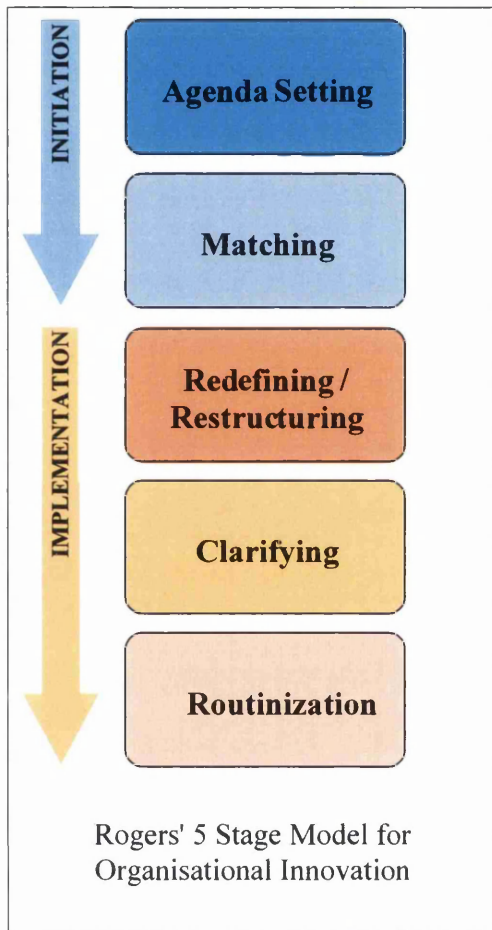 INITIATION
Agenda Setting
Matching
IMPLEMENTATION
Redefining /
Restructuring
Clarifying
Routinization
Rogers' 5 Stage Model for
Organisational Innovation